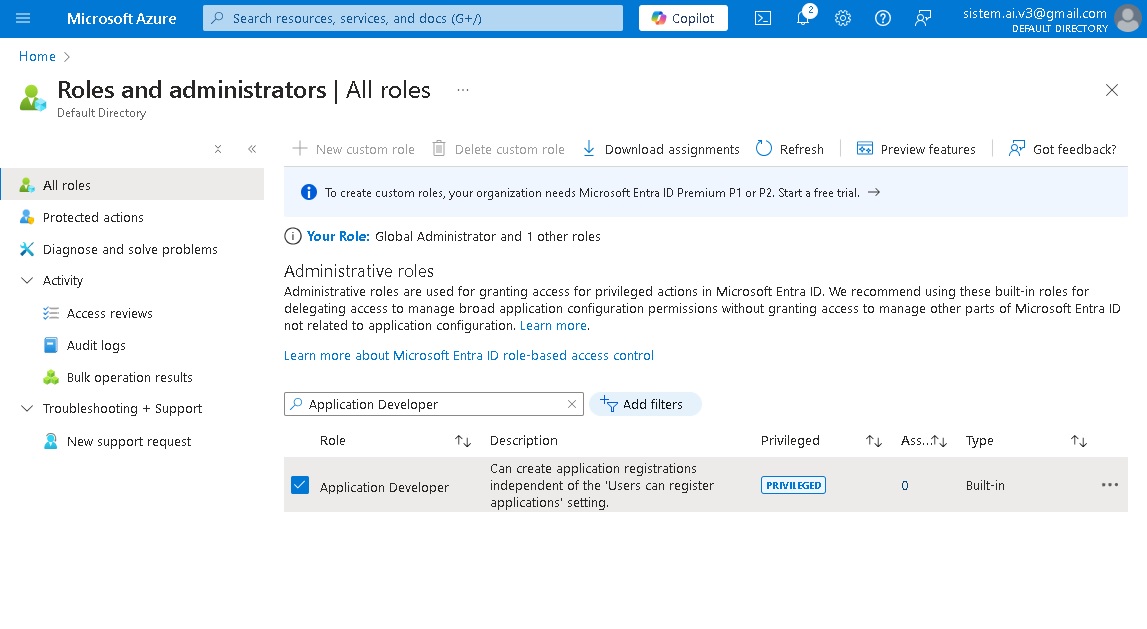 Microsoft Azure
Search resources, services, and docs (G+/)
Copilot
2
sistem.ai.v3@gmail.com
DEFAULT DIRECTORY
Home
Roles and administrators | All roles
...
Default Directory
New custom role
Delete custom role
Download assignments
Refresh
Preview features
Got feedback?
All roles
Protected actions
Diagnose and solve problems
Activity
Access reviews
Audit logs
Bulk operation results
Troubleshooting + Support
New support request
To create custom roles, your organization needs Microsoft Entra ID Premium P1 or P2. Start a free trial.
Your Role: Global Administrator and 1 other roles
Administrative roles
Administrative roles are used for granting access for privileged actions in Microsoft Entra ID. We recommend using these built-in roles for
delegating access to manage broad application configuration permissions without granting access to manage other parts of Microsoft Entra ID
not related to application configuration. Learn more.
Learn more about Microsoft Entra ID role-based access control
Application Developer
Add filters
Role Description Privileged Ass... Type
Application Developer
Can create application registrations
independent of the 'Users can register
applications' setting.
PRIVILEGED
0
Built-in